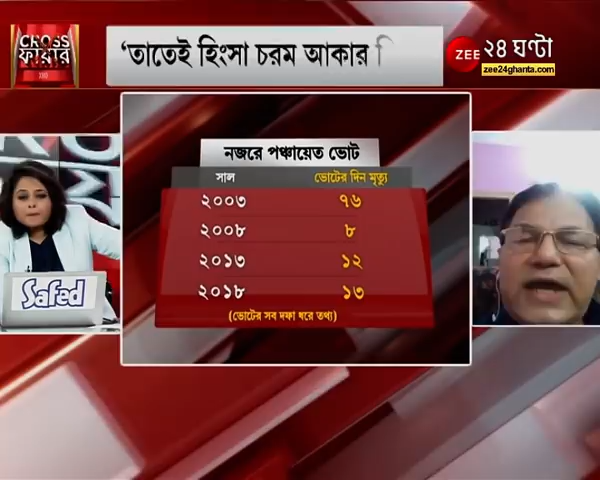 CROSS
ফায়ার
‘তাতেই হিংসা চরম আকার
ZEE ২৪ ঘণ্টা
zee24ghanta.com
নজরে পঞ্চায়েত ভোট
সাল ভোটের দিন মৃত্যু
২০০৩ ৭৬
২০০৮ ৮
২০১৩ ১২
২০১৮ ১৩
(ভোটের সব দফা ধরে তথ্য)
Safed